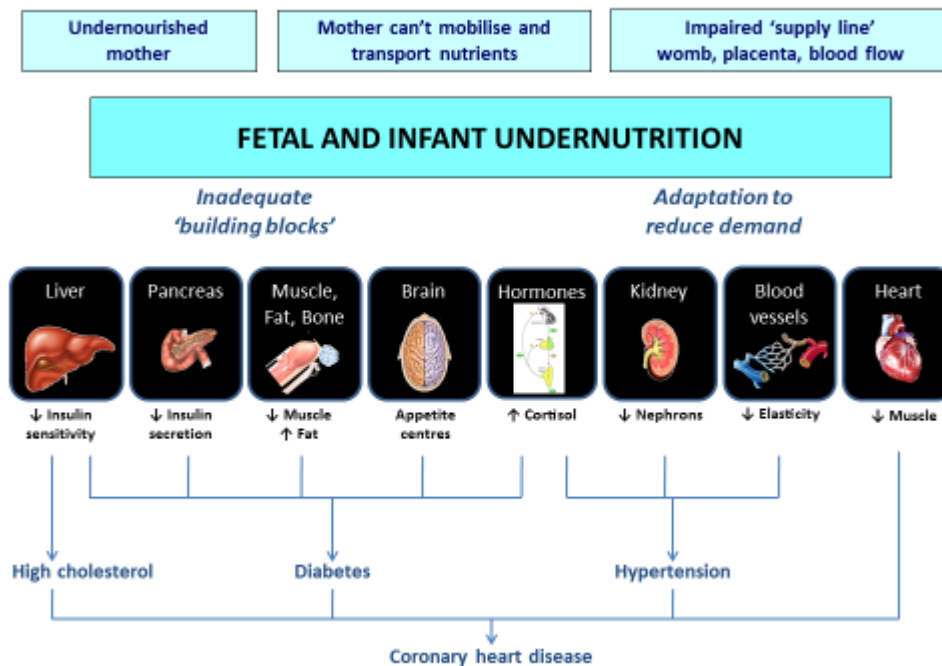 Undernourished
mother
Mother can't mobilise and
transport nutrients
Impaired 'supply line'
womb, placenta, blood flow
FETAL AND INFANT UNDERNUTRITION
Inadequate
'building blocks'
Adaptation to
reduce demand
Liver
Pancreas
Muscle,
Fat, Bone
Brain
Hormones
Kidney
Blood
vessels
Heart
↓ Insulin
sensitivity
↓ Insulin
secretion
↓ Muscle
↑ Fat
Appetite
centres
↑ Cortisol
↓ Nephrons
↓ Elasticity
↓ Muscle
High cholesterol
Diabetes
Hypertension
Coronary heart disease